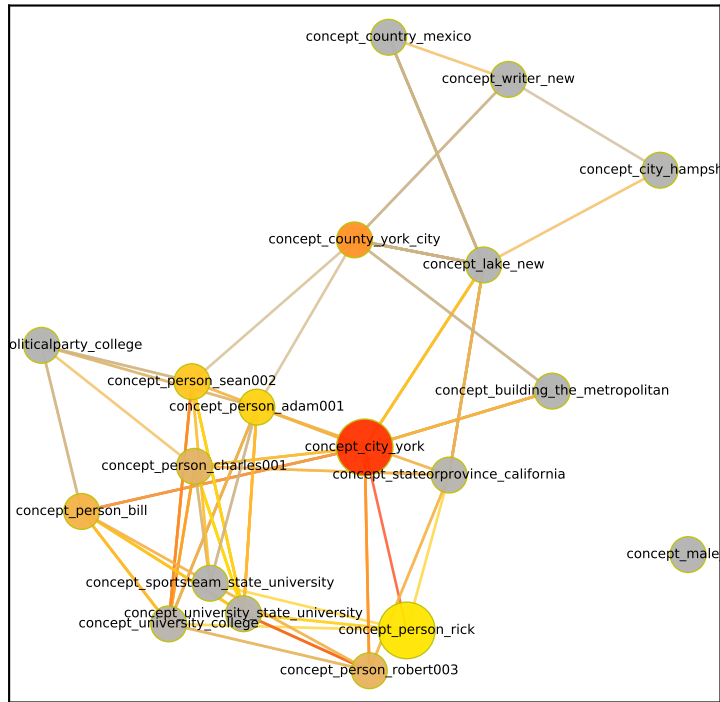 concept_country_mexico
concept_writer_new
concept_city_hampsh
concept_county_york_city
concept_lake_new
oliticalparty_college
concept_person_sean002
concept_building_the_metropolitan
concept_person_adam001
concept_city_york
concept_person_charles001
concept_stateorprovince_california
concept_person_bill
concept_male
concept_sportsteam_state_university
concept_university_state_university
concept_university_college
concept_person_rick
concept_person_robert003